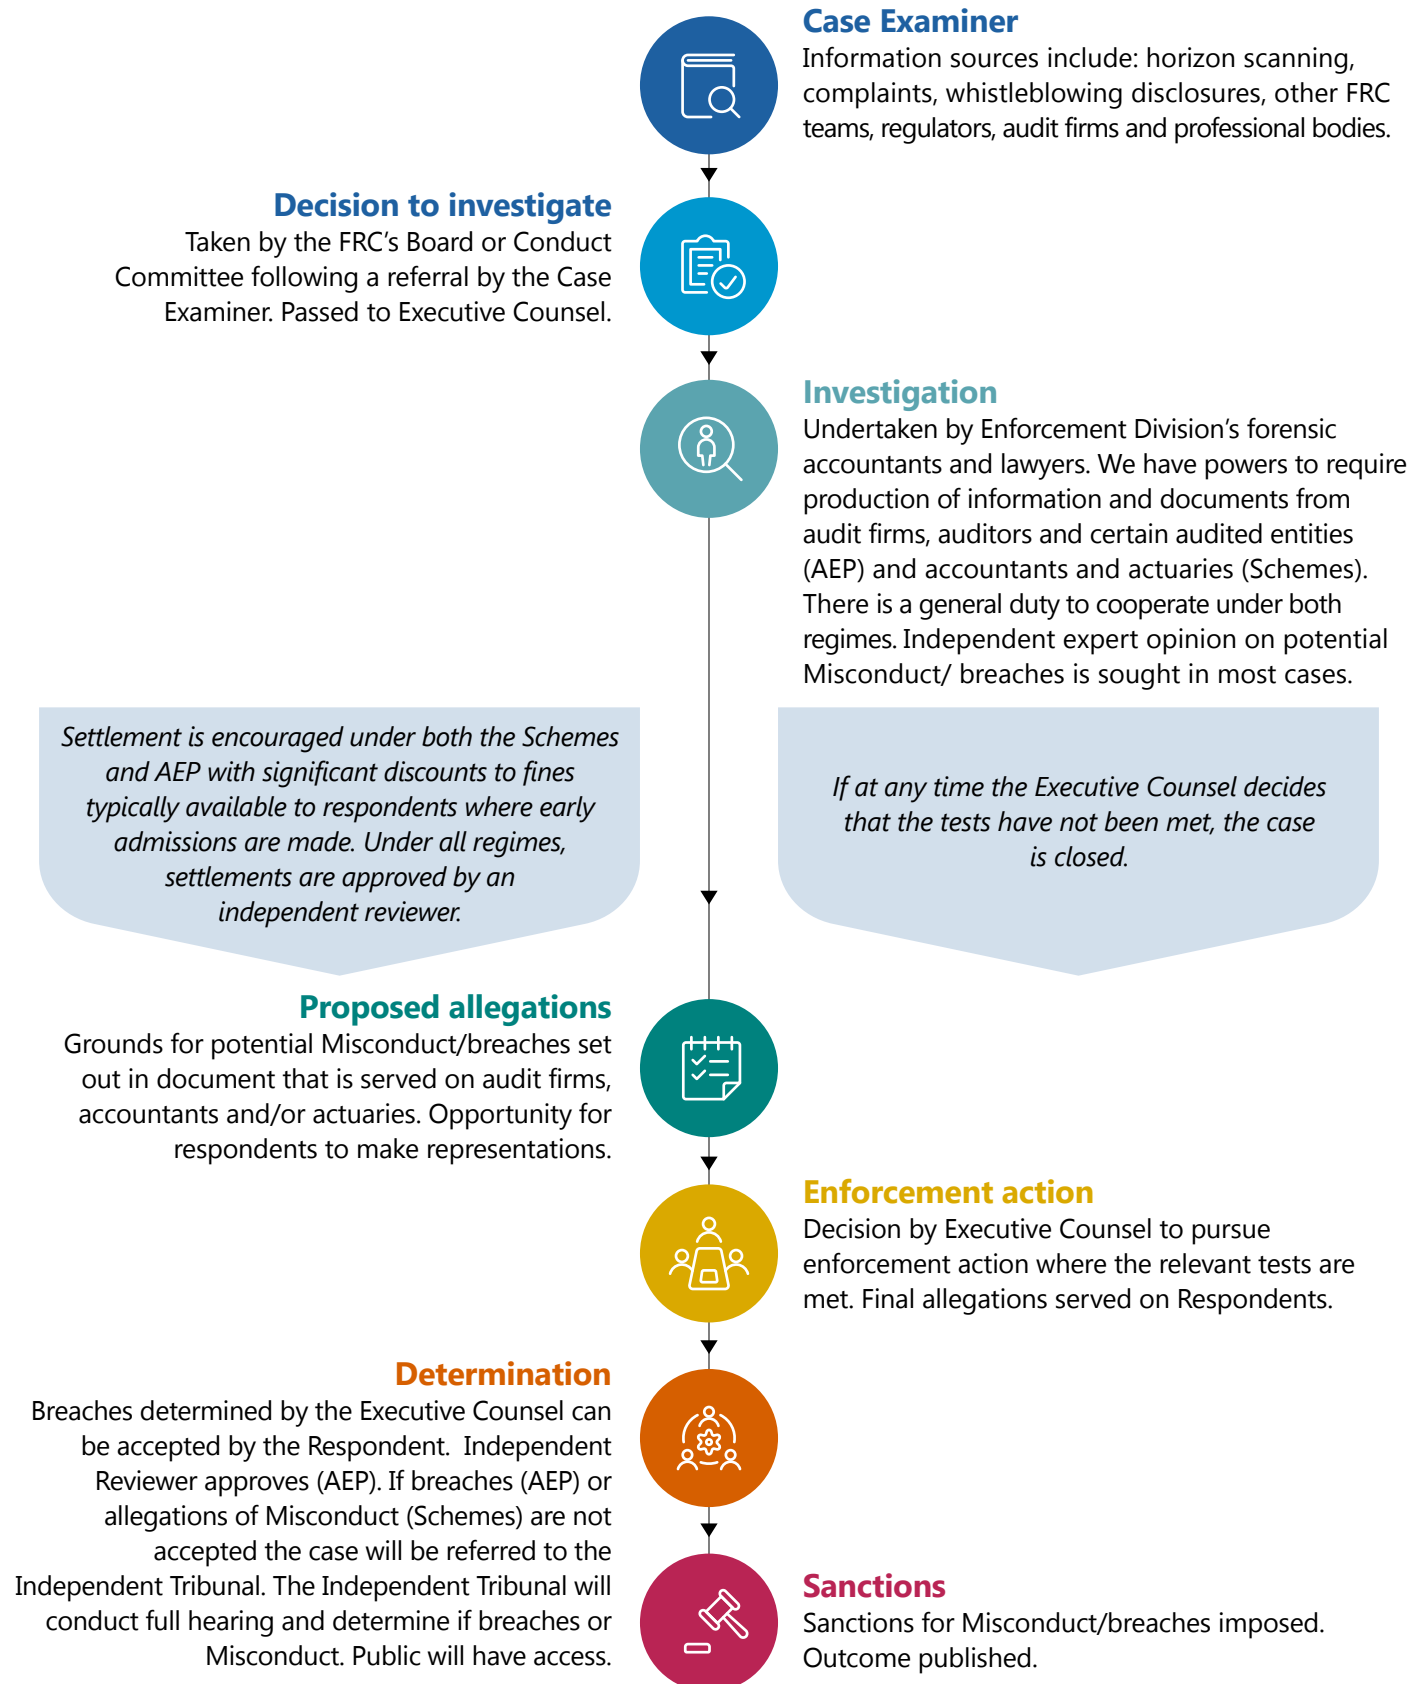 Case Examiner
Information sources include: horizon scanning,
complaints, whistleblowing disclosures, other FRC
teams, regulators, audit firms and professional bodies.
Decision to investigate
Taken by the FRC’s Board or Conduct
Committee following a referral by the Case
Examiner. Passed to Executive Counsel.
Investigation
Undertaken by Enforcement Division’s forensic
accountants and lawyers. We have powers to require
production of information and documents from
audit firms, auditors and certain audited entities
(AEP) and accountants and actuaries (Schemes).
There is a general duty to cooperate under both
regimes. Independent expert opinion on potential
Misconduct/ breaches is sought in most cases.
Settlement is encouraged under both the Schemes
and AEP with significant discounts to fines
typically available to respondents where early
admissions are made. Under all regimes,
settlements are approved by an
independent reviewer.
If at any time the Executive Counsel decides
that the tests have not been met, the case
is closed.
Proposed allegations
Grounds for potential Misconduct/breaches set
out in document that is served on audit firms,
accountants and/or actuaries. Opportunity for
respondents to make representations.
Enforcement action
Decision by Executive Counsel to pursue
enforcement action where the relevant tests are
met. Final allegations served on Respondents.
Determination
Breaches determined by the Executive Counsel can
be accepted by the Respondent.  Independent
Reviewer approves (AEP). If breaches (AEP) or
allegations of Misconduct (Schemes) are not
accepted the case will be referred to the
Independent Tribunal. The Independent Tribunal will
conduct full hearing and determine if breaches or
Misconduct. Public will have access.
Sanctions
Sanctions for Misconduct/breaches imposed.
Outcome published.